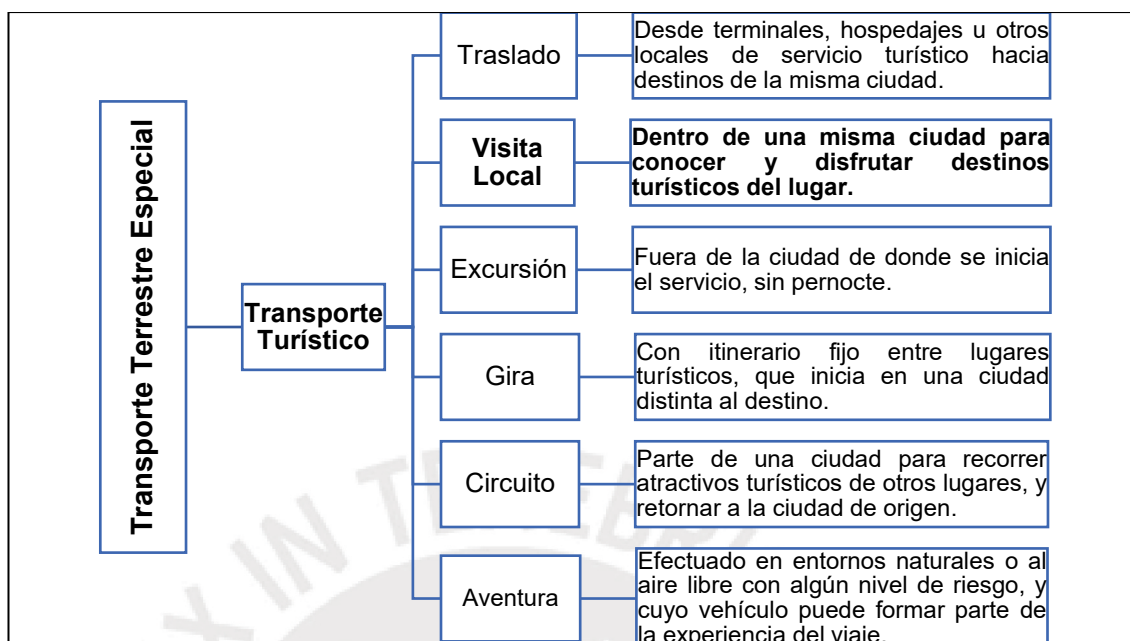 Transporte Terrestre Especial
Transporte
Turístico
Traslado
Desde terminales, hospedajes u otros
locales de servicio turístico hacia
destinos de la misma ciudad.
Visita
Local
Dentro de una misma ciudad para
conocer y disfrutar destinos
turísticos del lugar.
Excursión
Fuera de la ciudad de donde se inicia
el servicio, sin pernocte.
Gira
Con itinerario fijo entre lugares
turísticos, que inicia en una ciudad
distinta al destino.
Circuito
Parte de una ciudad para recorrer
atractivos turísticos de otros lugares, y
retornar a la ciudad de origen.
Aventura
Efectuado en entornos naturales o al
aire libre con algún nivel de riesgo, y
cuyo vehículo puede formar parte de
la experiencia del viaje.